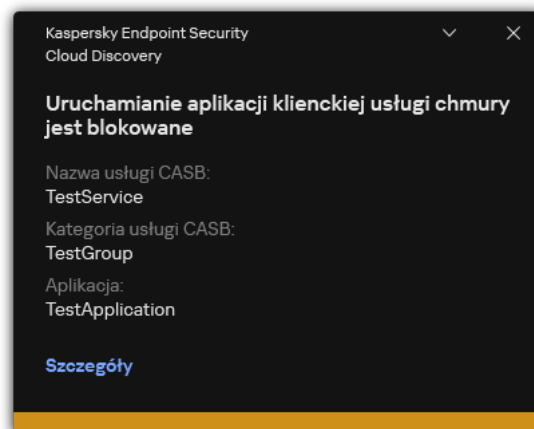 Kaspersky Endpoint Security
Cloud Discovery
Uruchamianie aplikacji klienckiej usługi chmury
jest blokowane
Nazwa usługi CASB:
TestService
Kategoria usługi CASB:
TestGroup
Aplikacja:
TestApplication
Szczegóły